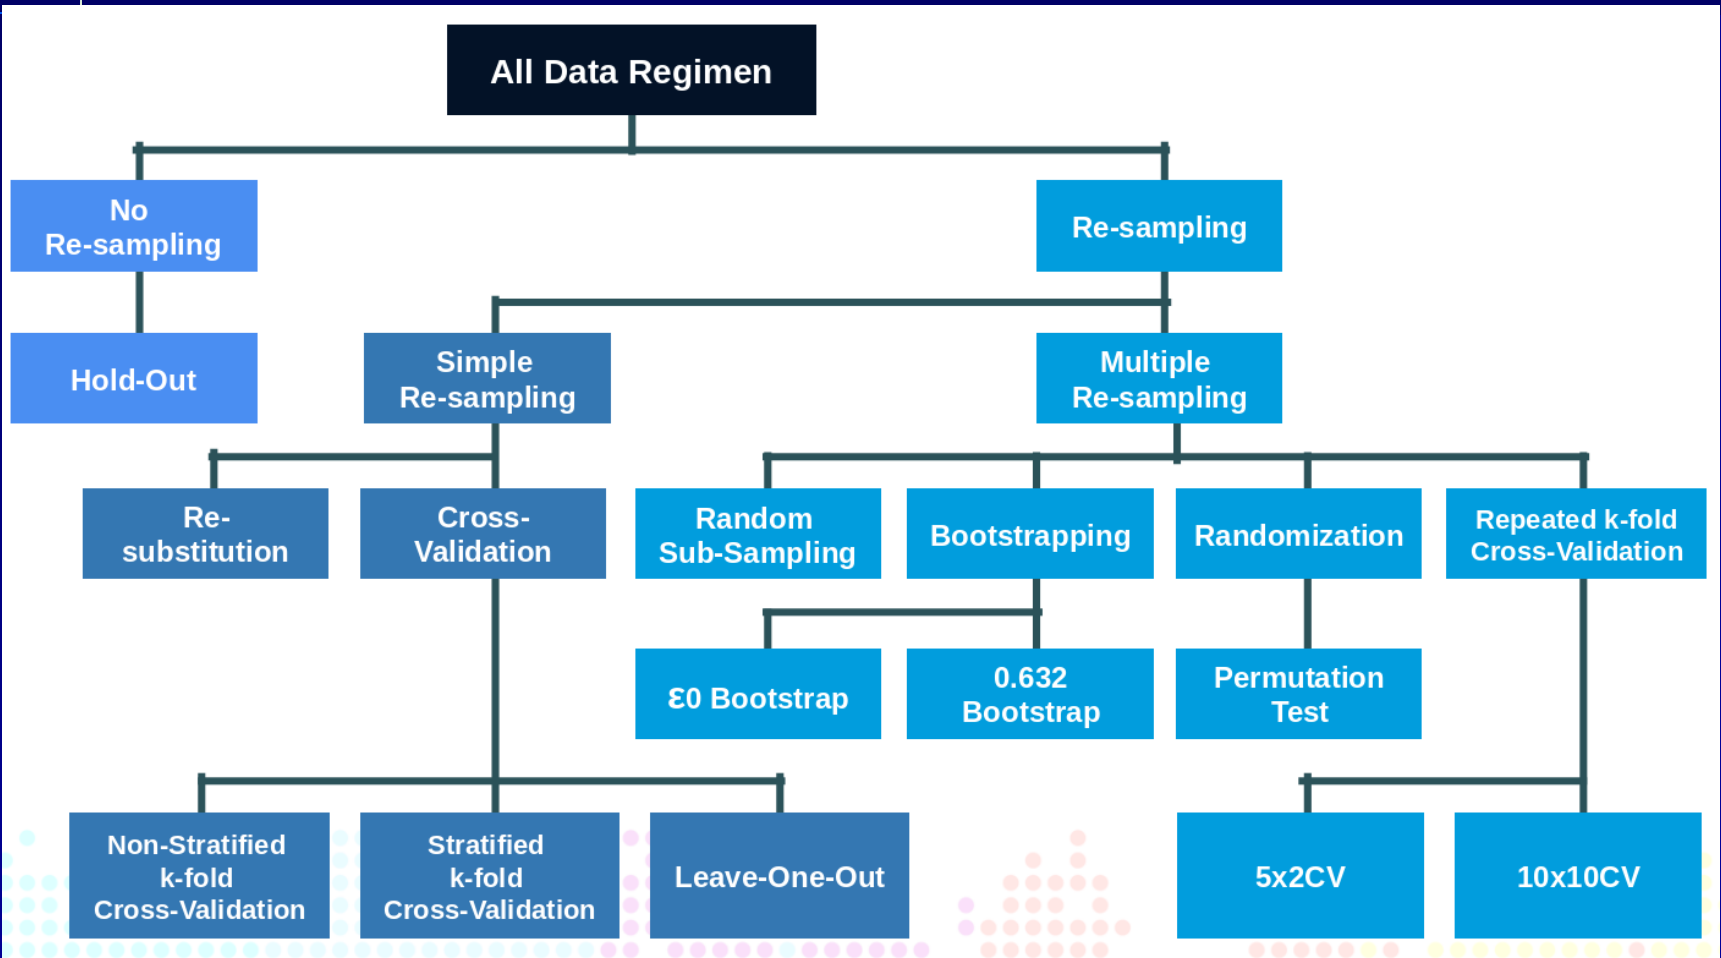 All Data Regimen
No
Re-sampling
Re-sampling
Hold-Out
Simple
Re-sampling
Multiple
Re-sampling
Re-
substitution
Cross-
Validation
Random
Sub-Sampling
Bootstrapping
Randomization
Repeated k-fold
Cross-Validation
ε0 Bootstrap
0.632
Bootstrap
Permutation
Test
Non-Stratified
k-fold
Cross-Validation
Stratified
k-fold
Cross-Validation
Leave-One-Out
5x2CV
10x10CV